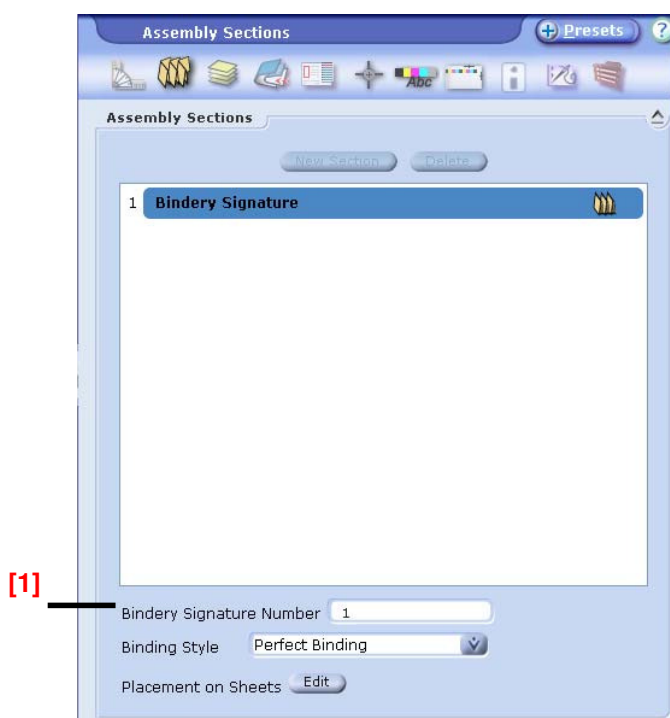 Assembly Sections
Presets
?
Abc
Assembly Sections
New Section
Delete
1 Bindery Signature
[1]
Bindery Signature Number 1
Binding Style Perfect Binding
Placement on Sheets Edit